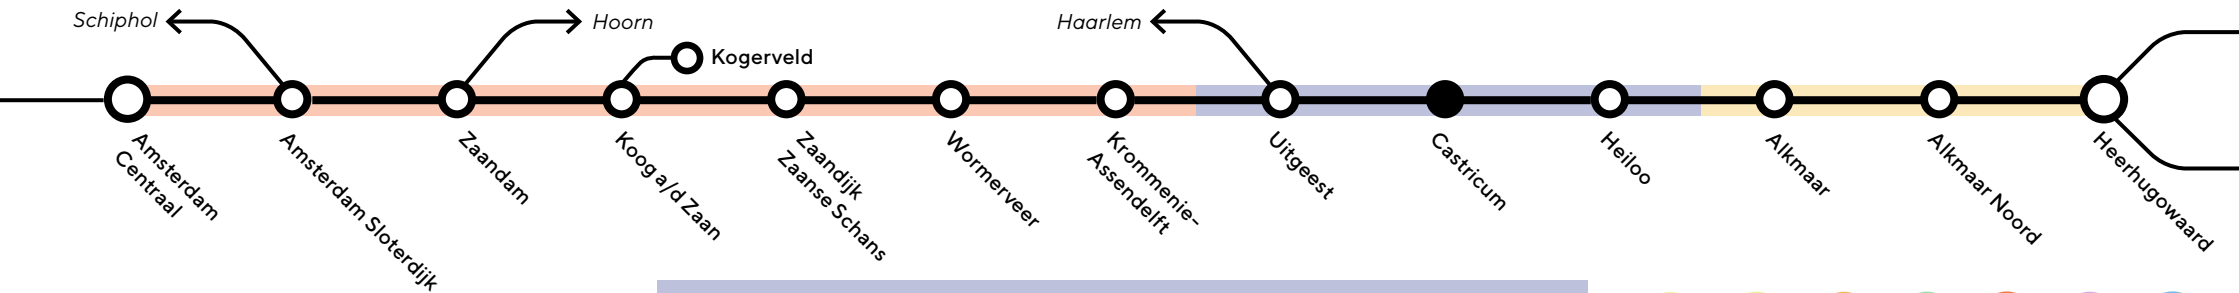 Schiphol
Hoorn
Haarlem
Kogerveld
Amsterdam
Centraal
Amsterdam Sloterdijk
Zaandam
Koog a/d Zaan
Zaandijk
Zaanse Schans
Wormerveer
Krommenie-
Assendelft
Uitgeest
Castricum
Heiloo
Alkmaar
Alkmaar Noord
Heerhugowaard